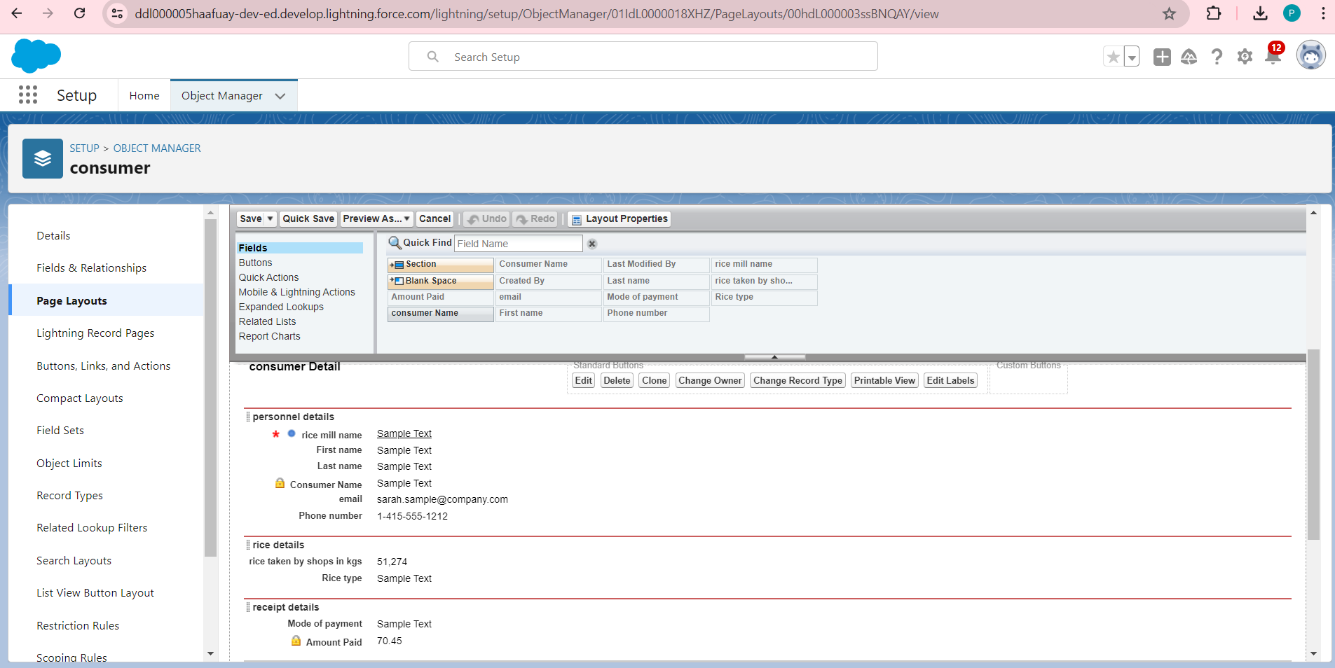 ddl000005haafuay-dev-ed.develop.lightning.force.com/lightning/setup/ObjectManager/01IdL0000018XHZ/PageLayouts/00hdL000003ssBNQAY/view
P
Search Setup
12
Setup
Home
Object Manager
SETUP > OBJECT MANAGER
consumer
Details
Fields & Relationships
Page Layouts
Lightning Record Pages
Buttons, Links, and Actions
Compact Layouts
Field Sets
Object Limits
Record Types
Related Lookup Filters
Search Layouts
List View Button Layout
Restriction Rules
Scoping Rules
Save Quick Save Preview As... Cancel Undo Redo Layout Properties
Fields
Buttons
Quick Actions
Mobile & Lightning Actions
Expanded Lookups
Related Lists
Report Charts
Quick Find Field Name
Section Consumer Name Last Modified By rice mill name
Blank Space Created By Last name rice taken by sho...
Amount Paid email Mode of payment Rice type
consumer Name First name Phone number
consumer Detail
Standard Buttons
Edit Delete Clone Change Owner Change Record Type Printable View Edit Labels
Custom Buttons
personnel details
* rice mill name Sample Text
First name Sample Text
Last name Sample Text
Consumer Name Sample Text
email sarah.sample@company.com
Phone number 1-415-555-1212
rice details
rice taken by shops in kgs 51,274
Rice type Sample Text
receipt details
Mode of payment Sample Text
Amount Paid 70.45